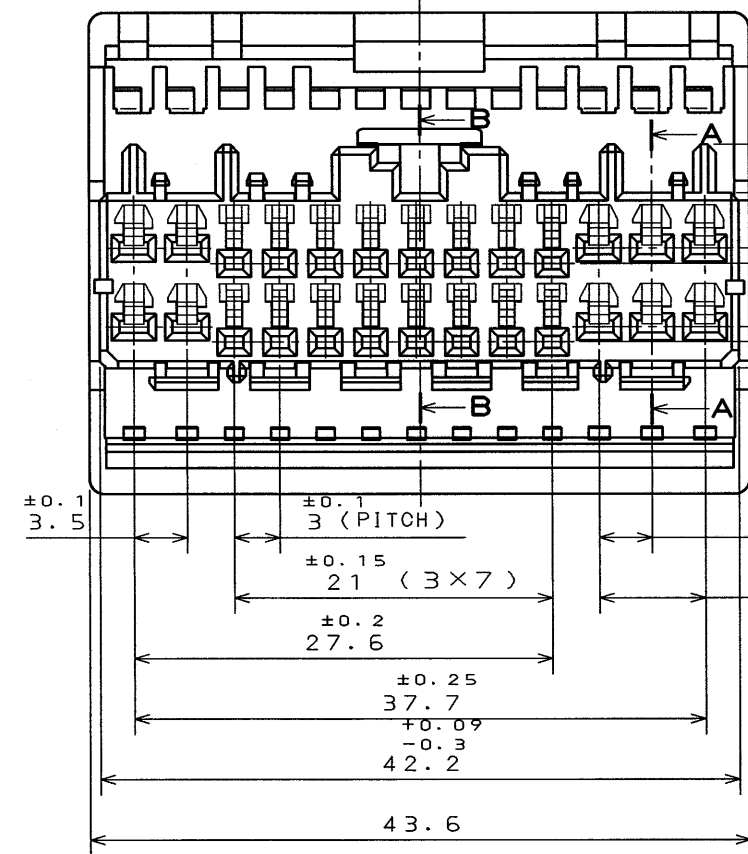 B
A
B
A
±0.1
3.5
±0.1
3 (PITCH)
±0.15
21 (3×7)
±0.2
27.6
±0.25
37.7
+0.09
-0.3
42.2
43.6